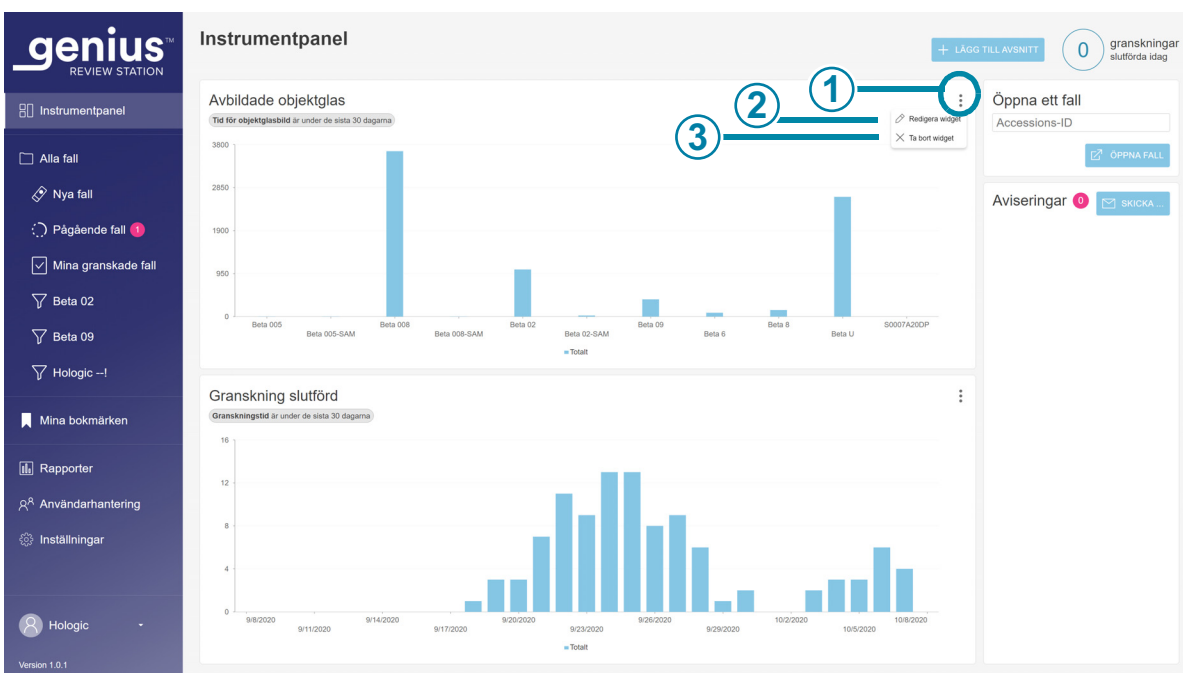 genius™
REVIEW STATION
Instrumentpanel
Alla fall
Nya fall
Pågående fall 1
Mina granskade fall
Beta 02
Beta 09
Hologic --!
Mina bokmärken
Rapporter
Användarhantering
Inställningar
Hologic
Version 1.0.1
Instrumentpanel
+ LÄGG TILL AVSNITT
0
granskningar
slutförda idag
Avbildade objektglas
Tid för objektglasbild är under de sista 30 dagarna
1
2
3
Redigera widget
Ta bort widget
3800
2850
1900
950
0
Beta 005
Beta 005-SAM
Beta 008
Beta 008-SAM
Beta 02
Beta 02-SAM
Beta 09
Beta 6
Beta 8
Beta U
S0007A20DP
Totalt
Granskning slutförd
Granskningstid är under de sista 30 dagarna
16
12
8
4
0
9/8/2020
9/11/2020
9/14/2020
9/17/2020
9/20/2020
9/23/2020
9/26/2020
9/29/2020
10/2/2020
10/5/2020
10/8/2020
Totalt
Öppna ett fall
Accessions-ID
ÖPPNA FALL
Aviseringar 0
SKICKA ...